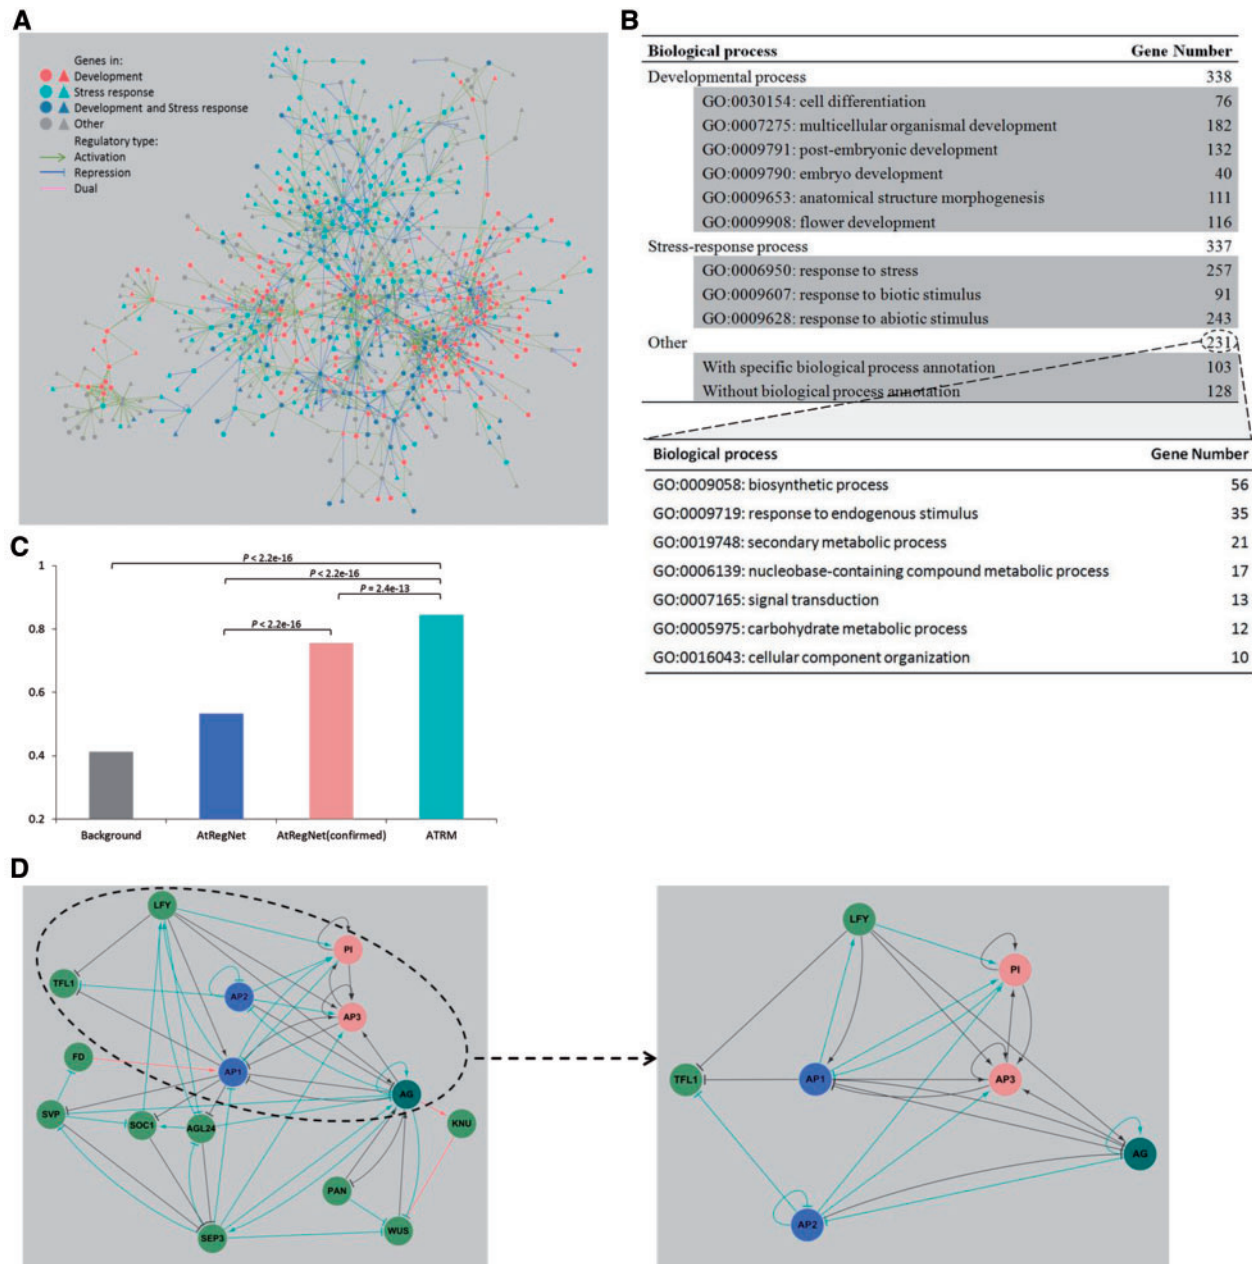 A
Genes in:
Development
Stress response
Development and Stress response
Other
Regulatory type:
Activation
Repression
Dual
B
Biological process Gene Number
Developmental process 338
GO:0030154: cell differentiation 76
GO:0007275: multicellular organismal development 182
GO:0009791: post-embryonic development 132
GO:0009790: embryo development 40
GO:0009653: anatomical structure morphogenesis 111
GO:0009908: flower development 116
Stress-response process 337
GO:0006950: response to stress 257
GO:0009607: response to biotic stimulus 91
GO:0009628: response to abiotic stimulus 243
Other 231
With specific biological process annotation 103
Without biological process annotation 128
Biological process Gene Number
GO:0009058: biosynthetic process 56
GO:0009719: response to endogenous stimulus 35
GO:0019748: secondary metabolic process 21
GO:0006139: nucleobase-containing compound metabolic process 17
GO:0007165: signal transduction 13
GO:0005975: carbohydrate metabolic process 12
GO:0016043: cellular component organization 10
C
P < 2.2e-16
P < 2.2e-16
P = 2.4e-13
P < 2.2e-16
1
0.8
0.6
0.4
0.2
Background AtRegNet AtRegNet(confirmed) ATRM
D
LFY
PI
TFL1
AP2
AP3
FD
AP1
AG
SVP
SOC1
AGL24
KNU
PAN
WUS
SEP3
LFY
PI
TFL1
AP1
AP3
AG
AP2